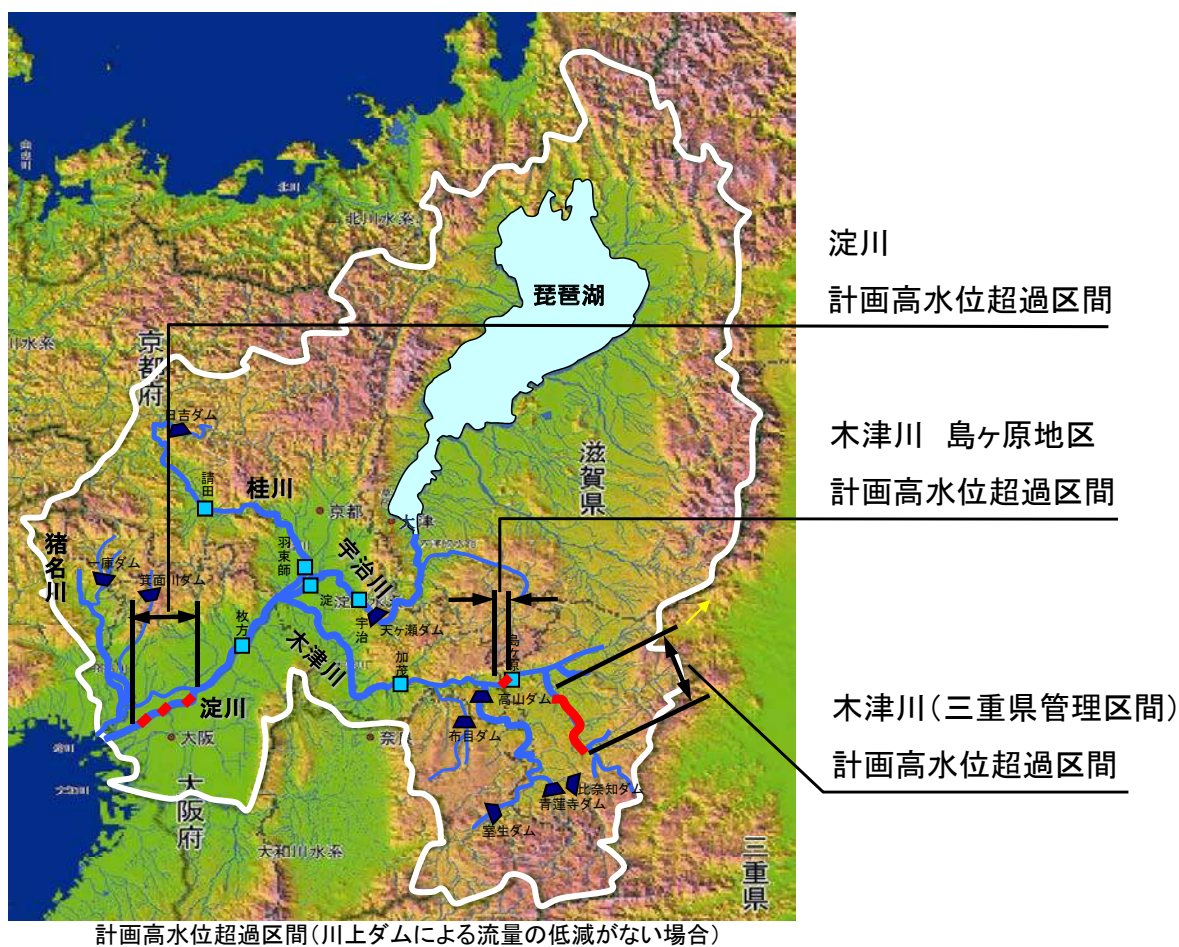 淀川
計画高水位超過区間
木津川 島ヶ原地区
計画高水位超過区間
木津川（三重県管理区間）
計画高水位超過区間
北川水系
琵琶湖
京都府
日吉ダム
滋賀県
請田
桂川
京都
大津
羽束師
宇治川
猪名川
一庫ダム
箕面川ダム
淀
宇治
天ヶ瀬ダム
枚方
木津川
加茂
島ヶ原
高山ダム
淀川
大阪
布目ダム
比奈知ダム
青蓮寺ダム
室生ダム
大阪府
大和川水系
三重県
計画高水位超過区間（川上ダムによる流量の低減がない場合）